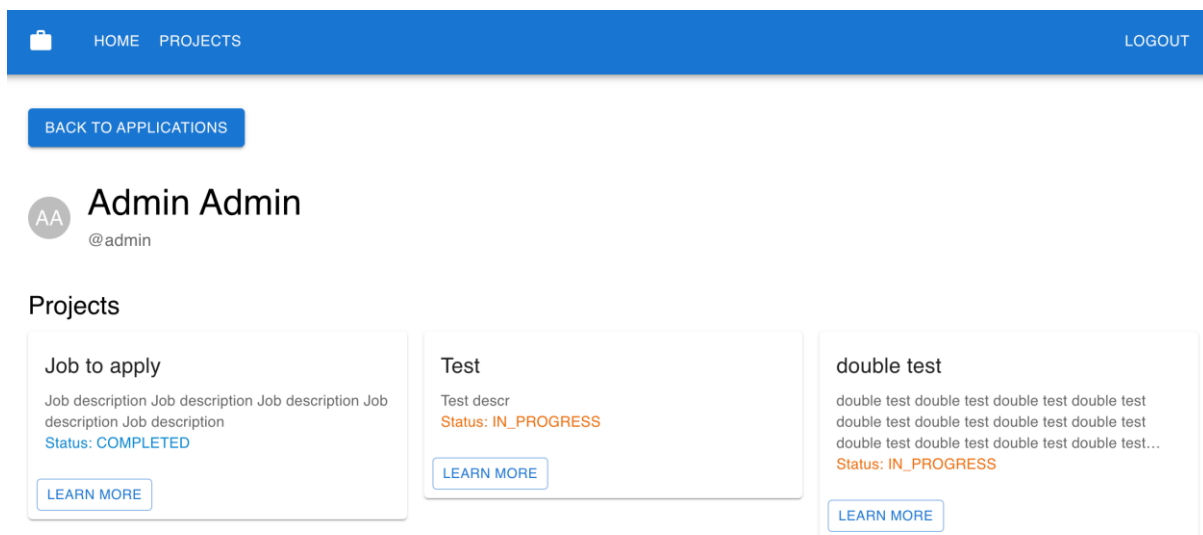 HOME PROJECTS LOGOUT
BACK TO APPLICATIONS
AA
Admin Admin
@admin
Projects
Job to apply
Job description Job description Job description Job
description Job description
Status: COMPLETED
LEARN MORE
Test
Test descr
Status: IN_PROGRESS
LEARN MORE
double test
double test double test double test double test
double test double test double test double test
double test double test double test double test...
Status: IN_PROGRESS
LEARN MORE